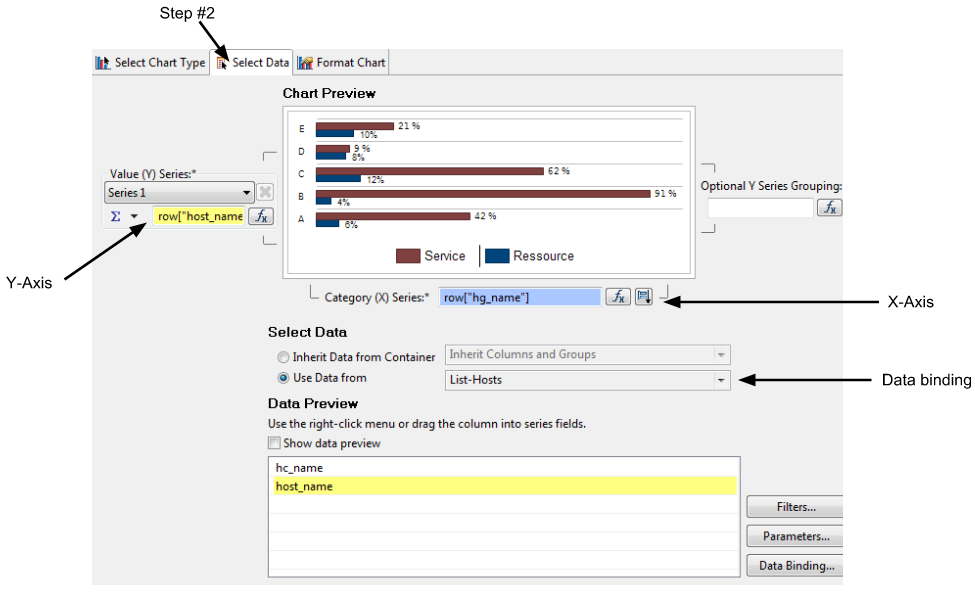 Step #2
Select Chart Type Select Data Format Chart
Chart Preview
E 21 %
10%
D 9 %
8%
C 62 %
12%
B 91 %
4%
A 42 %
6%
Service Ressource
Value (Y) Series:*
Series 1
Σ row["host_name fx
Optional Y Series Grouping:
fx
Y-Axis
Category (X) Series:* row["hg_name"] fx
X-Axis
Select Data
Inherit Data from Container Inherit Columns and Groups
Use Data from List-Hosts
Data binding
Data Preview
Use the right-click menu or drag the column into series fields.
Show data preview
hc_name
host_name
Filters...
Parameters...
Data Binding...